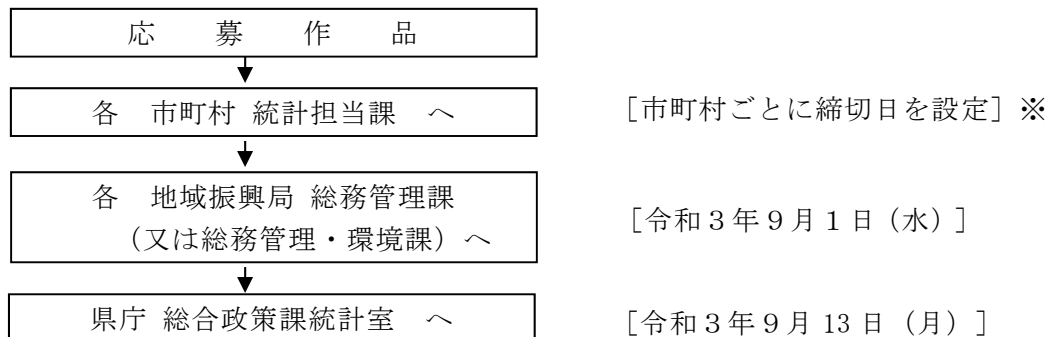 応　募　作　品
各　市町村 統計担当課　へ
［市町村ごとに締切日を設定］※
各　地域振興局 総務管理課
（又は総務管理・環境課）へ
［令和３年９月１日（水）］
県庁 総合政策課統計室　へ
［令和３年９月 13 日（月）］